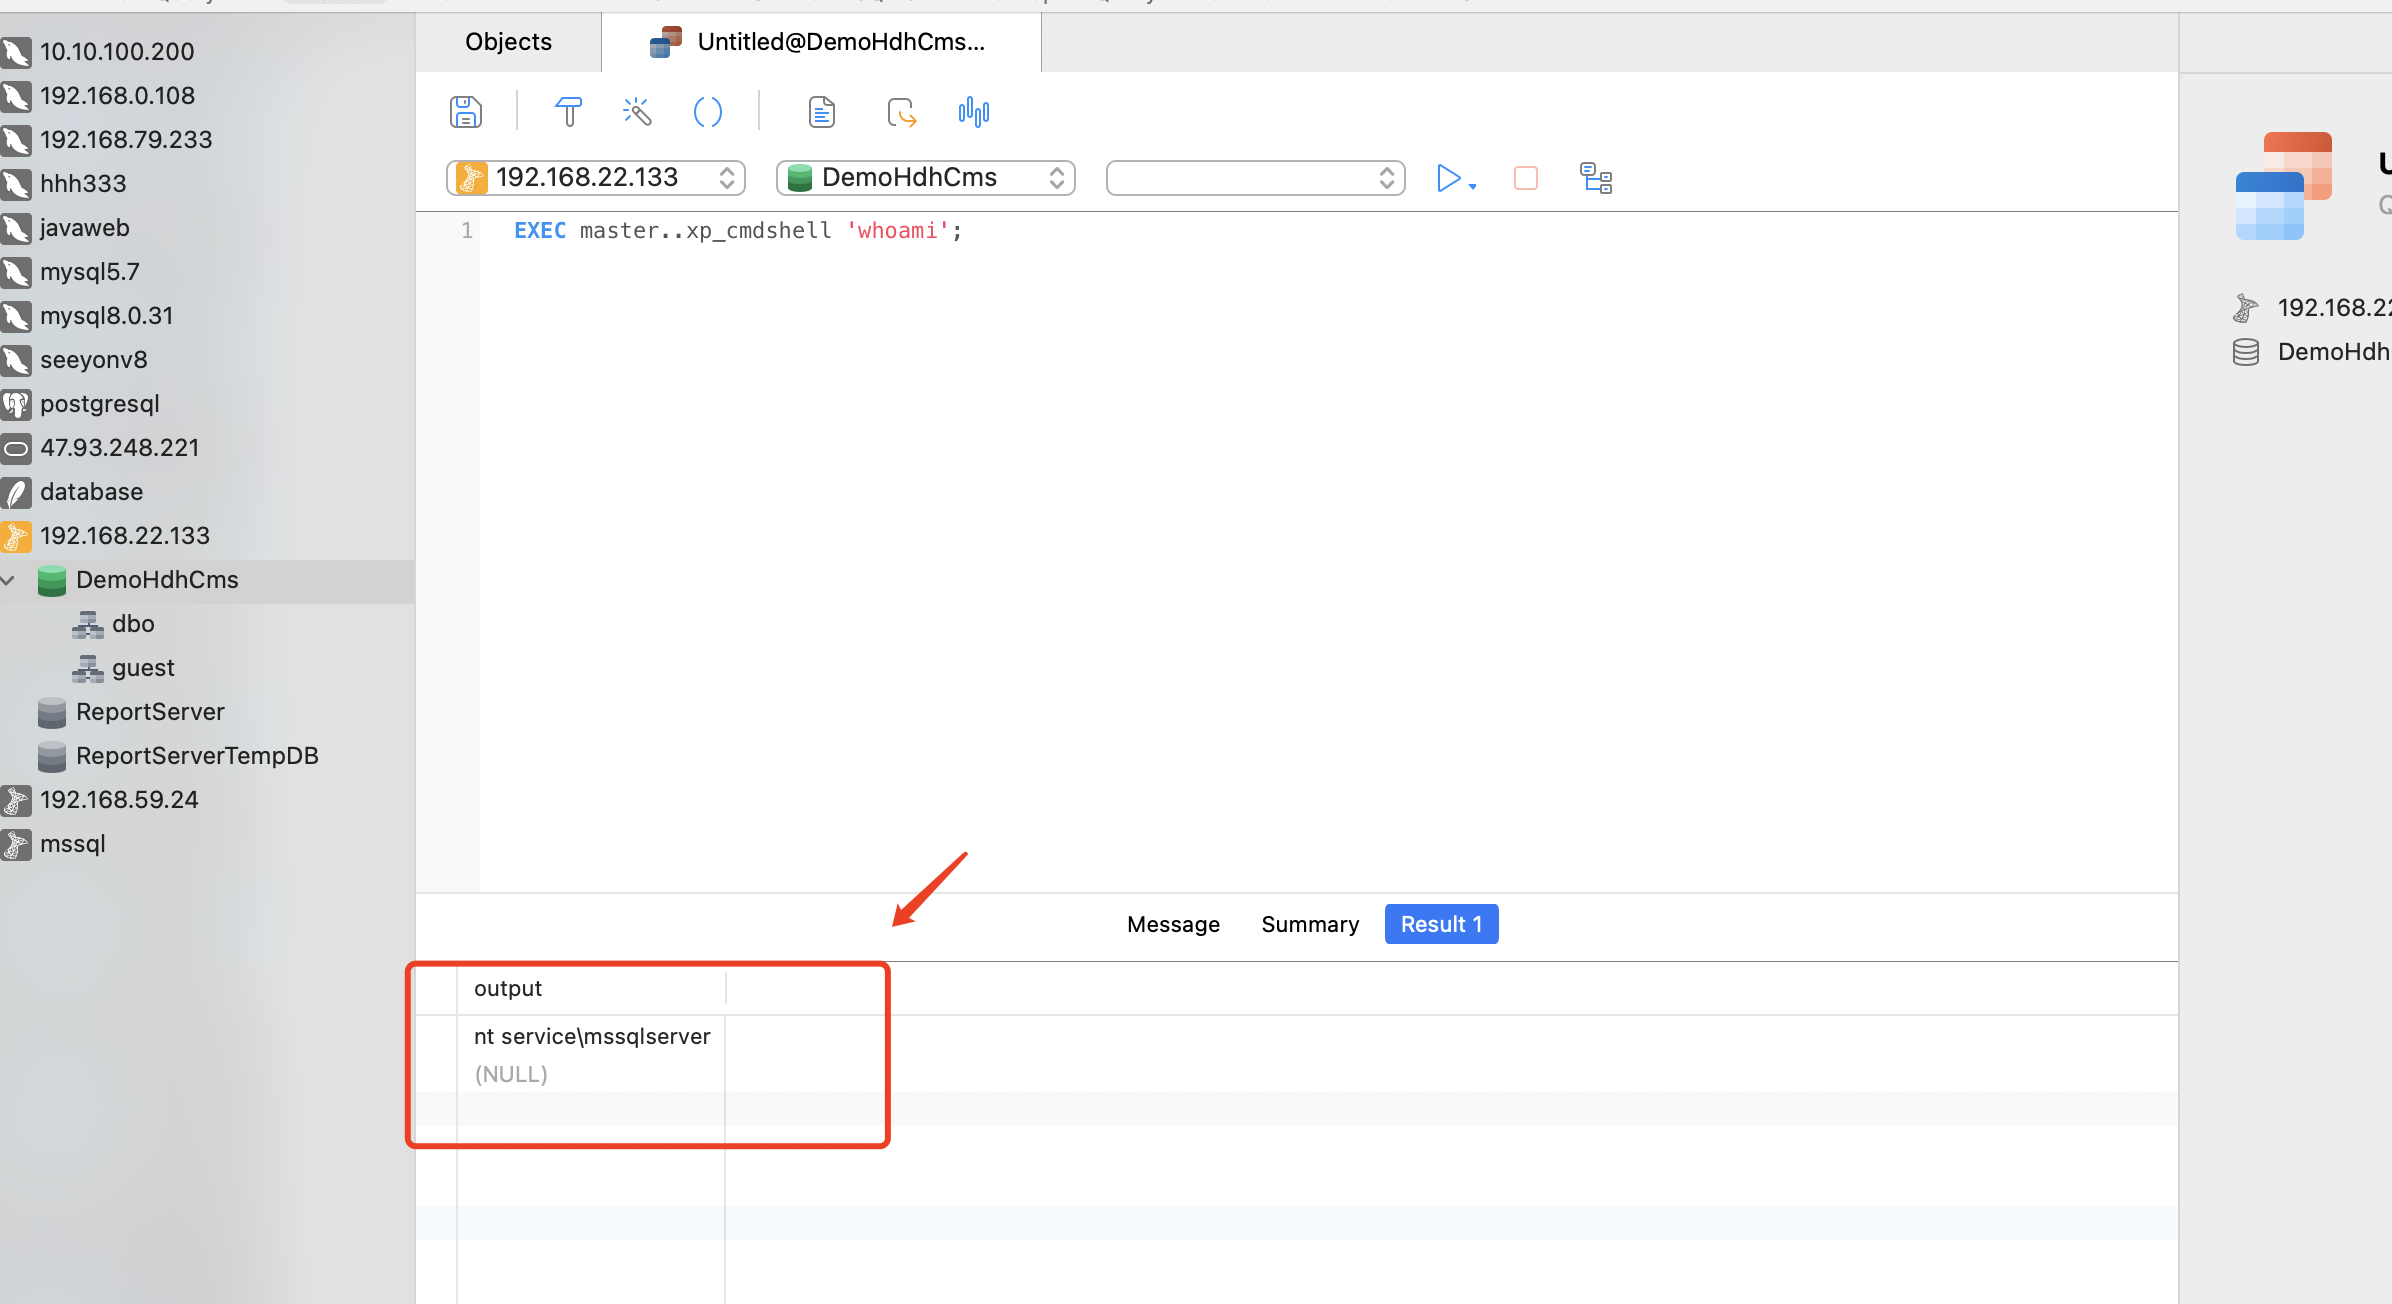 Objects
Untitled@DemoHdhCms...
10.10.100.200
192.168.0.108
192.168.79.233
hhh333
javaweb
mysql5.7
mysql8.0.31
seeyonv8
postgresql
47.93.248.221
database
192.168.22.133
DemoHdhCms
dbo
guest
ReportServer
ReportServerTempDB
192.168.59.24
mssql
192.168.22.133
DemoHdhCms
1 EXEC master..xp_cmdshell 'whoami';
Message Summary Result 1
output
nt service\mssqlserver
(NULL)
192.168.22
DemoHdh